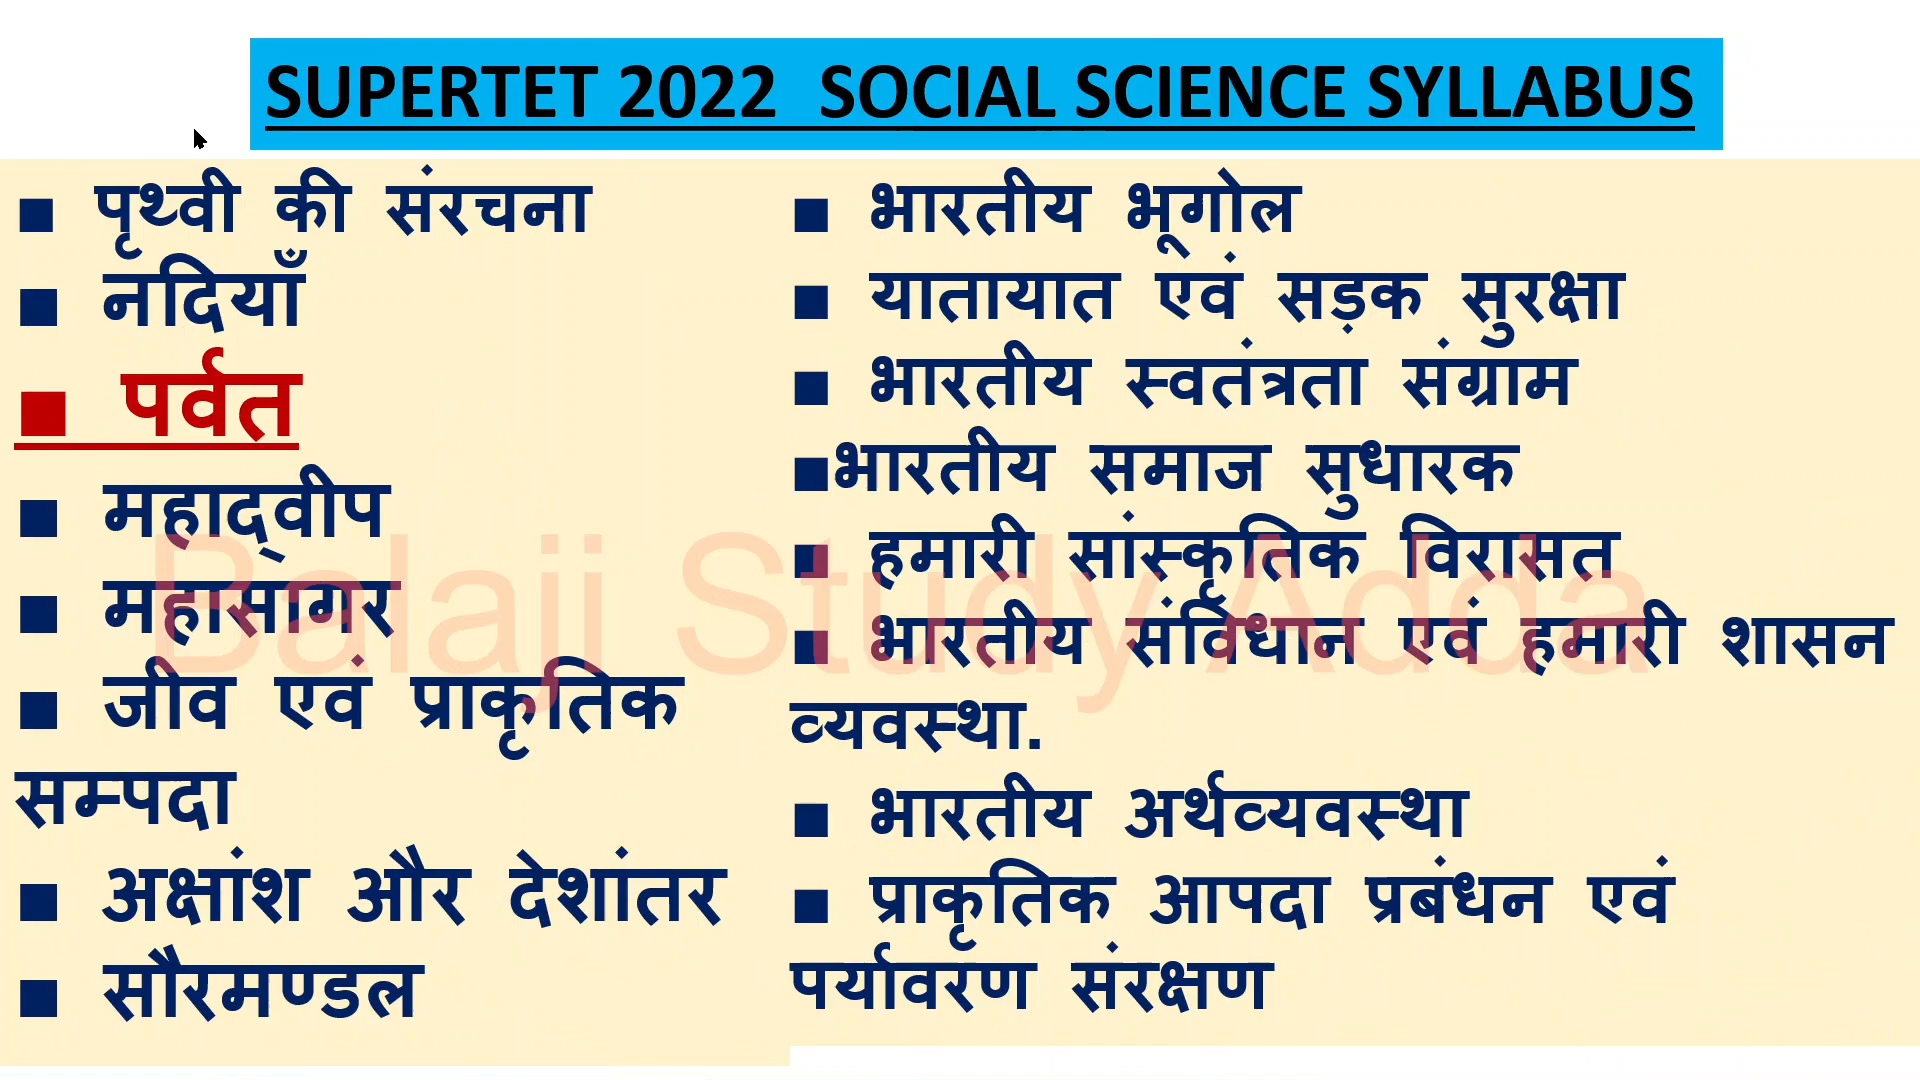 SUPERTET 2022 SOCIAL SCIENCE SYLLABUS
▪ पृथ्वी की संरचना
▪ नदियाँ
▪ पर्वत
▪ महाद्वीप
▪ महासागर
▪ जीव एवं प्राकृतिक
सम्पदा
▪ अक्षांश और देशांतर
▪ सौरमण्डल
▪ भारतीय भूगोल
▪ यातायात एवं सड़क सुरक्षा
▪ भारतीय स्वतंत्रता संग्राम
▪भारतीय समाज सुधारक
▪ हमारी सांस्कृतिक विरासत
▪ भारतीय संविधान एवं हमारी शासन
व्यवस्था.
▪ भारतीय अर्थव्यवस्था
▪ प्राकृतिक आपदा प्रबंधन एवं
पर्यावरण संरक्षण
Balaji Study Adda